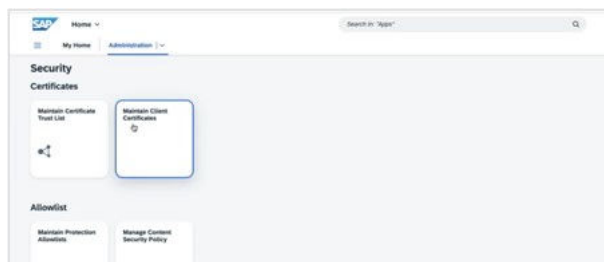 SAP Home Search in: "Apps"
My Home Administration
Security
Certificates
Maintain Certificate Trust List
Maintain Client Certificates
Allowlist
Maintain Protection Allowlists
Manage Content Security Policy